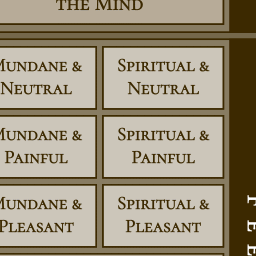 THE MIND
MUNDANE &
NEUTRAL
SPIRITUAL &
NEUTRAL
MUNDANE &
PAINFUL
SPIRITUAL &
PAINFUL
MUNDANE &
PLEASANT
SPIRITUAL &
PLEASANT
F E E